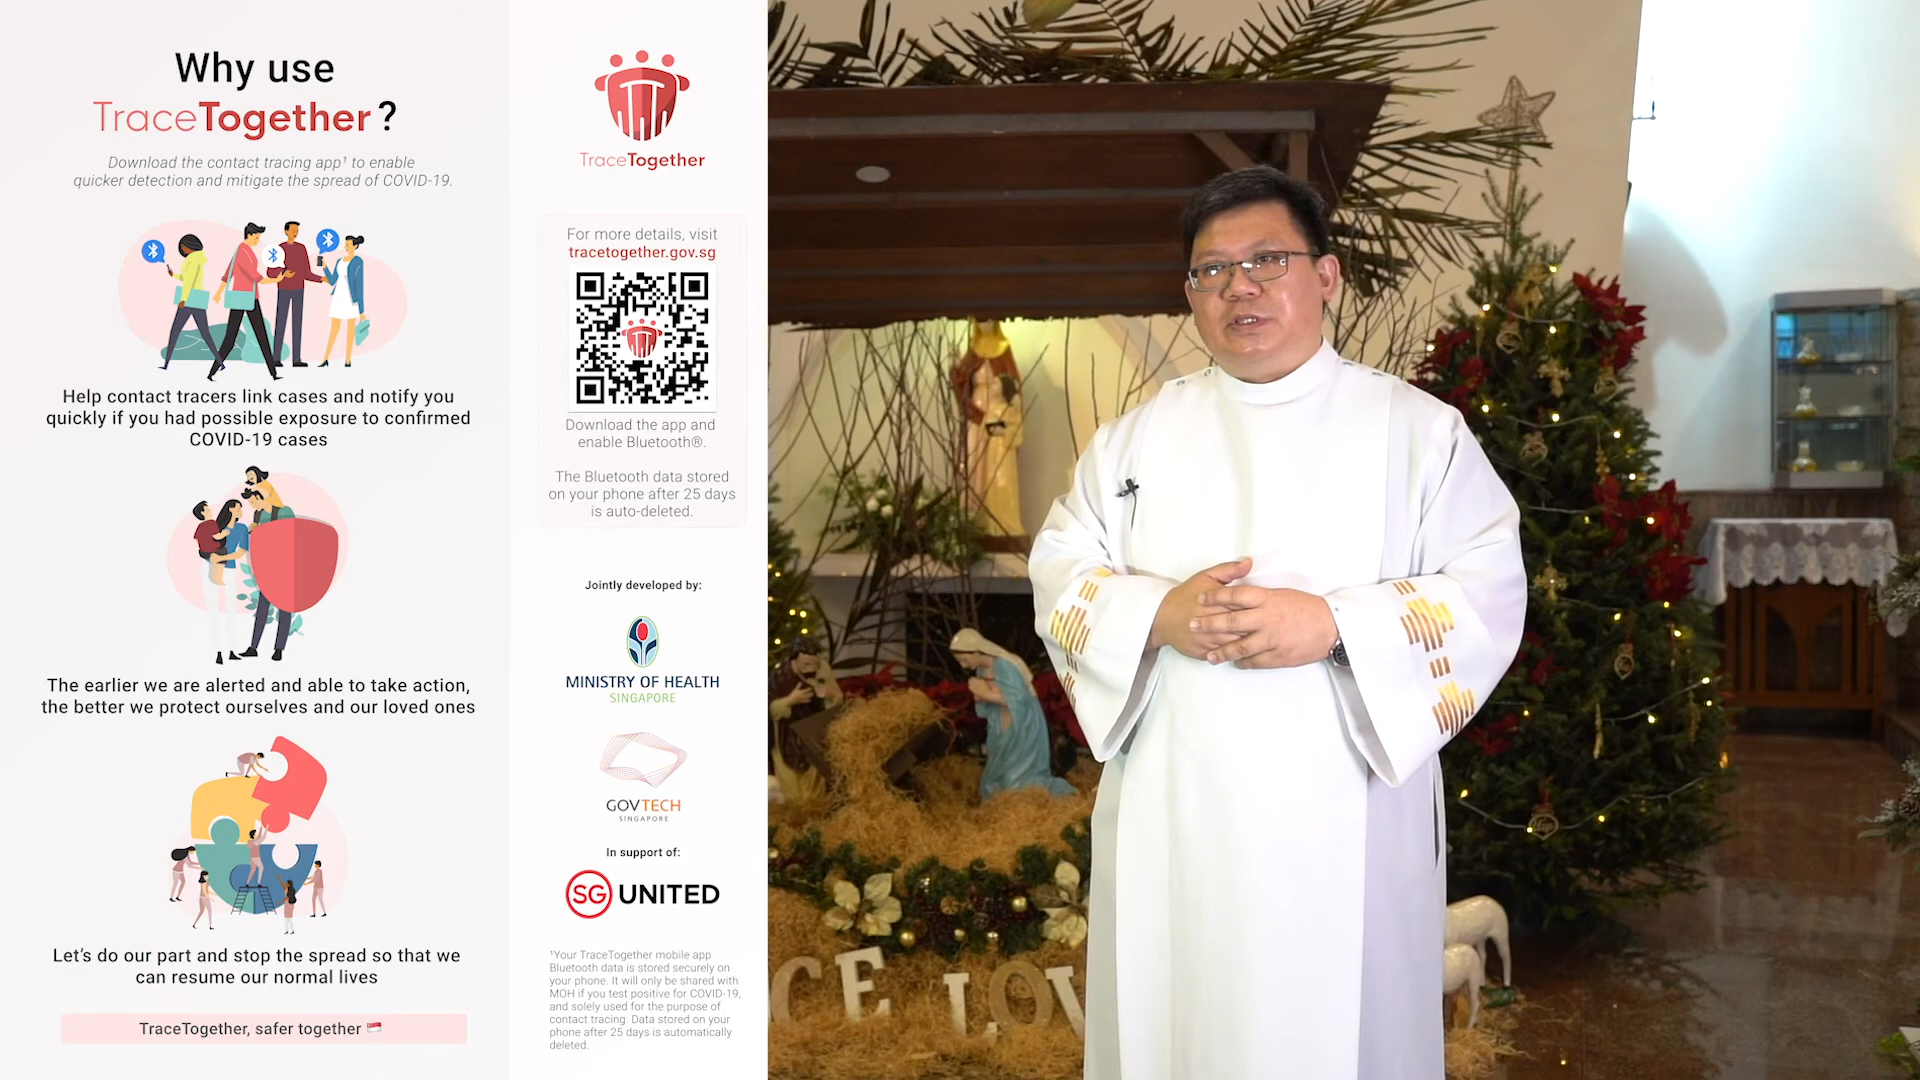 Why use
TraceTogether?
Download the contact tracing app¹ to enable
quicker detection and mitigate the spread of COVID-19.
Help contact tracers link cases and notify you
quickly if you had possible exposure to confirmed
COVID-19 cases
The earlier we are alerted and able to take action,
the better we protect ourselves and our loved ones
Let's do our part and stop the spread so that we
can resume our normal lives
TraceTogether, safer together
TraceTogether
For more details, visit
tracetogether.gov.sg
Download the app and
enable Bluetooth®.
The Bluetooth data stored
on your phone after 25 days
is auto-deleted.
Jointly developed by:
MINISTRY OF HEALTH
SINGAPORE
GOVTECH
SINGAPORE
In support of:
SG UNITED
¹Your TraceTogether mobile app
Bluetooth data is stored securely on
your phone. It will only be shared with
MOH if you test positive for COVID-19,
and solely used for the purpose of
contact tracing. Data stored on your
phone after 25 days is automatically
deleted.
CE LOV